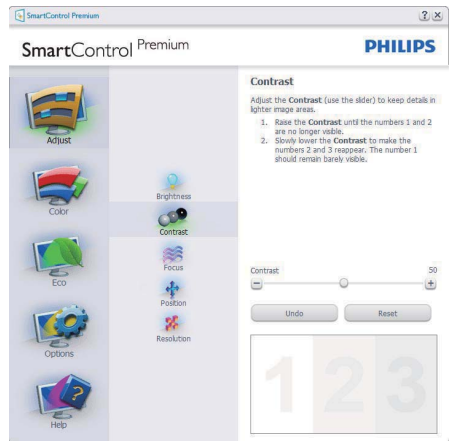 SmartControl Premium
? ×
SmartControl Premium
PHILIPS
Adjust
Color
Eco
Options
Help
Brightness
Contrast
Focus
Position
Resolution
Contrast
Adjust the Contrast (use the slider) to keep details in
lighter image areas.
1. Raise the Contrast until the numbers 1 and 2
are no longer visible.
2. Slowly lower the Contrast to make the
numbers 2 and 3 reappear. The number 1
should remain barely visible.
Contrast 50
Undo Reset
1 2 3